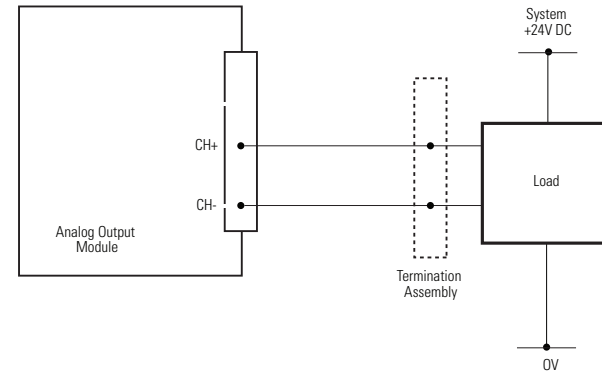 System
+24V DC
CH+
Load
CH-
Analog Output
Module
Termination
Assembly
0V